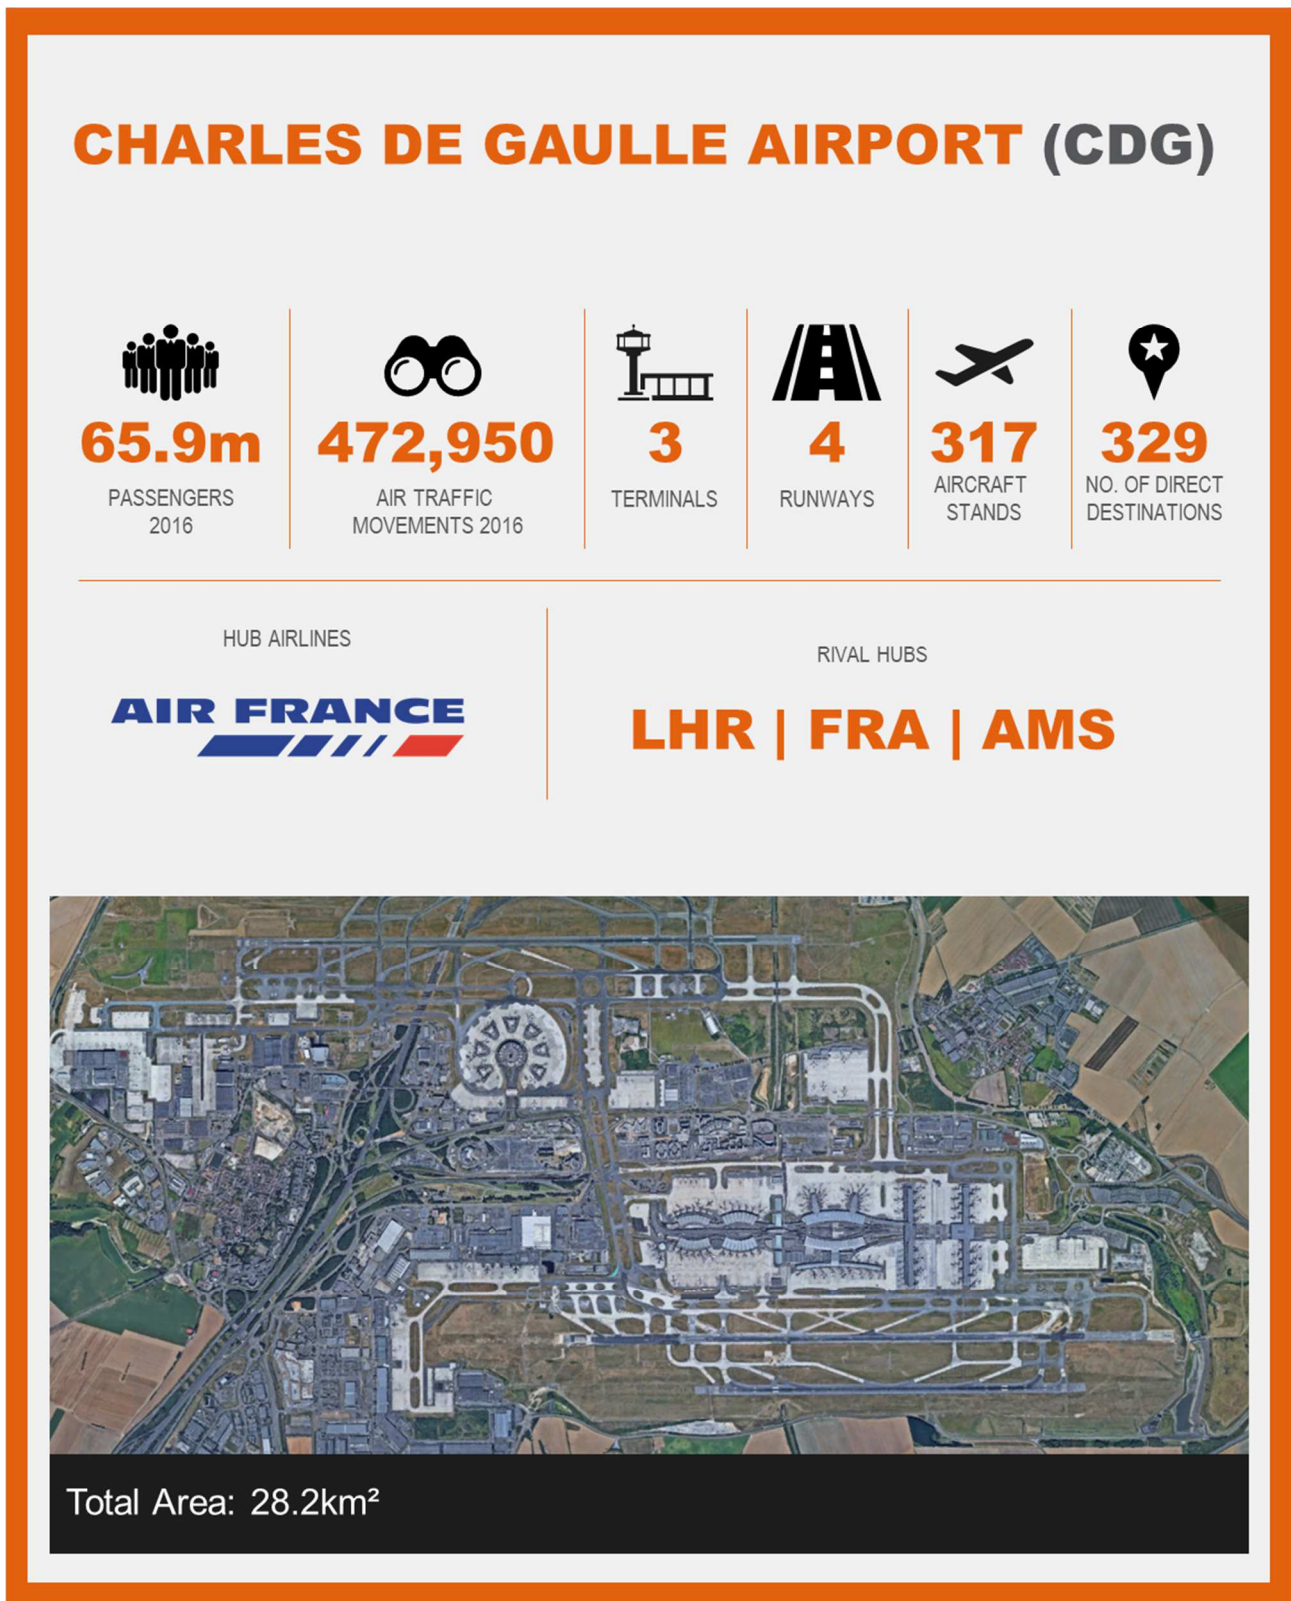 CHARLES DE GAULLE AIRPORT (CDG)
65.9m
PASSENGERS
2016
472,950
AIR TRAFFIC
MOVEMENTS 2016
3
TERMINALS
4
RUNWAYS
317
AIRCRAFT
STANDS
329
NO. OF DIRECT
DESTINATIONS
HUB AIRLINES
AIR FRANCE
RIVAL HUBS
LHR | FRA | AMS
Total Area: 28.2km²